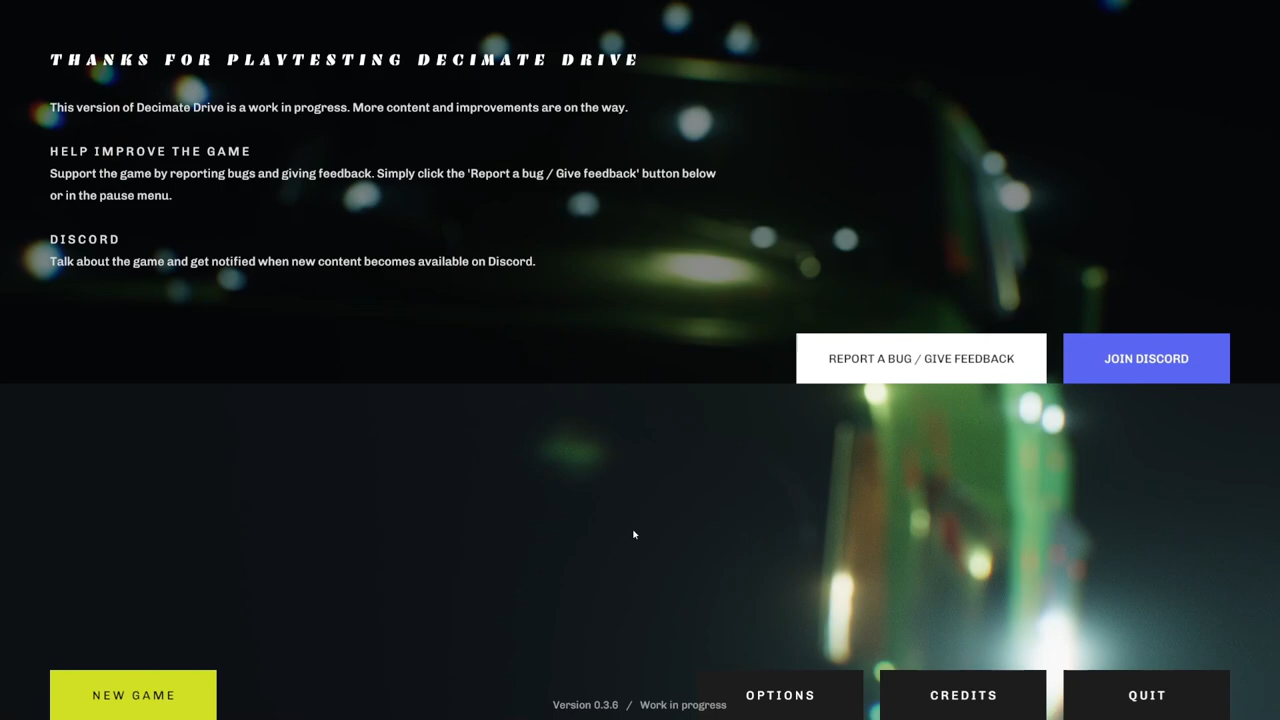 THANKS FOR PLAYTESTING DECIMATE DRIVE
This version of Decimate Drive is a work in progress. More content and improvements are on the way.
HELP IMPROVE THE GAME
Support the game by reporting bugs and giving feedback. Simply click the 'Report a bug / Give feedback' button below
or in the pause menu.
DISCORD
Talk about the game and get notified when new content becomes available on Discord.
REPORT A BUG / GIVE FEEDBACK
JOIN DISCORD
NEW GAME
Version 0.3.6 / Work in progress
OPTIONS
CREDITS
QUIT